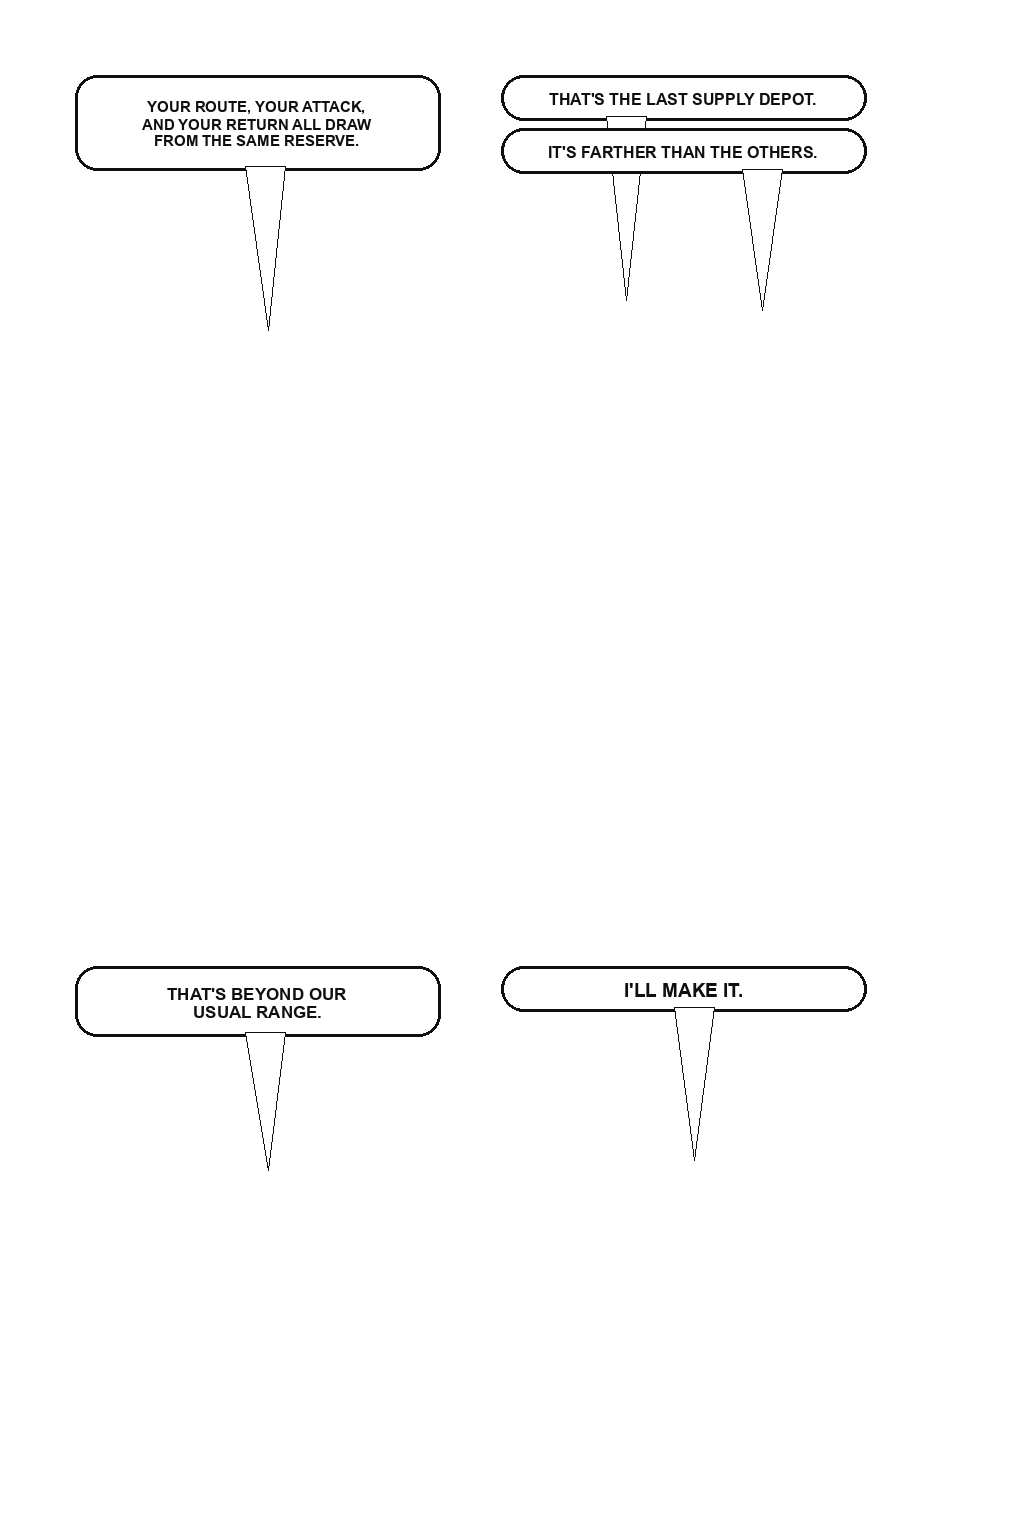 YOUR ROUTE, YOUR ATTACK,
AND YOUR RETURN ALL DRAW
FROM THE SAME RESERVE.
THAT'S THE LAST SUPPLY DEPOT.
IT'S FARTHER THAN THE OTHERS.
THAT'S BEYOND OUR
USUAL RANGE.
I'LL MAKE IT.